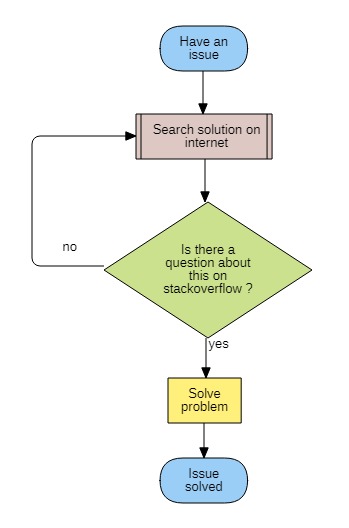 Have an
issue
Search solution on
internet
Is there a
question about
this on
stackoverflow ?
no
yes
Solve
problem
Issue
solved